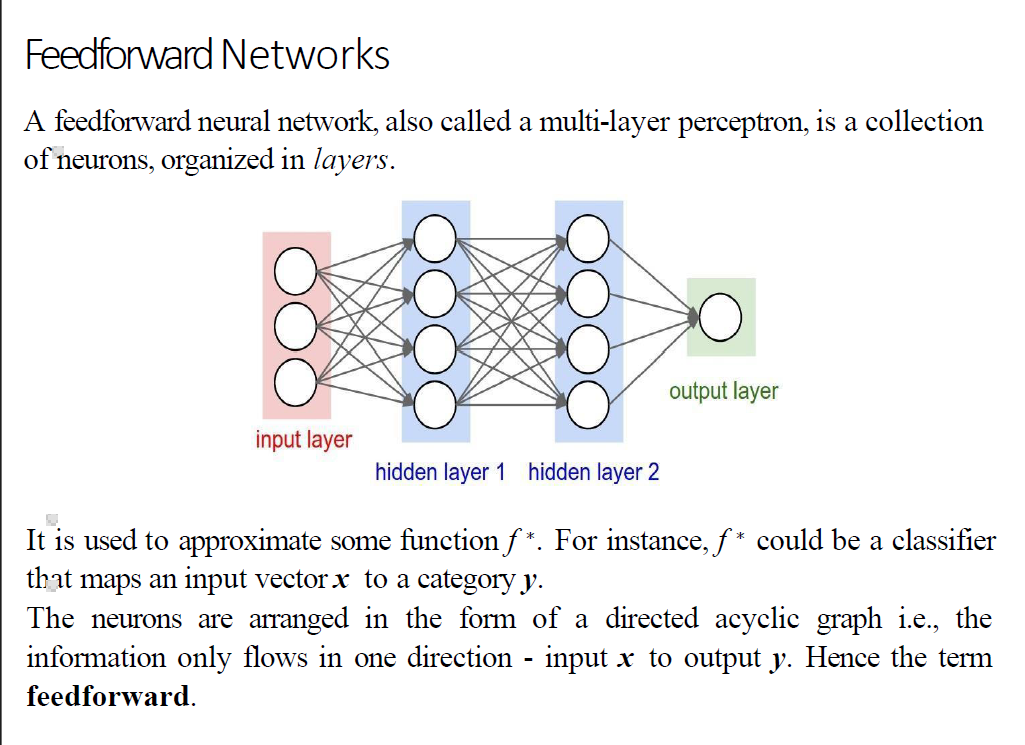 Feedforward Networks
A feedforward neural network, also called a multi-layer perceptron, is a collection
of neurons, organized in layers.
input layer
hidden layer 1
hidden layer 2
output layer
It is used to approximate some function f *. For instance, f * could be a classifier
that maps an input vector x to a category y.
The neurons are arranged in the form of a directed acyclic graph i.e., the
information only flows in one direction - input x to output y. Hence the term
feedforward.